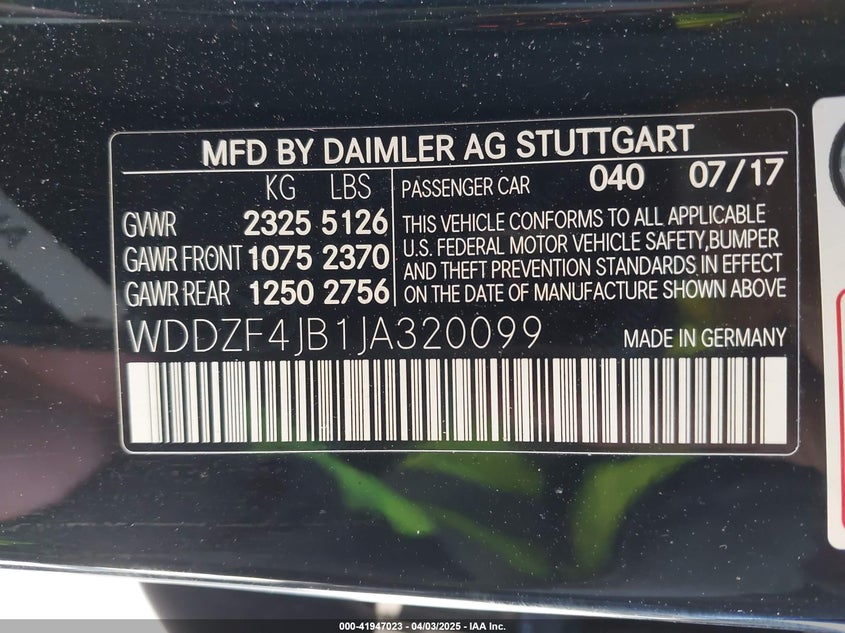 MFD BY DAIMLER AG STUTTGART
KG LBS
GVWR 2325 5126
GAWR FRONT 1075 2370
GAWR REAR 1250 2756
PASSENGER CAR 040 07/17
THIS VEHICLE CONFORMS TO ALL APPLICABLE
U.S. FEDERAL MOTOR VEHICLE SAFETY,BUMPER
AND THEFT PREVENTION STANDARDS IN EFFECT
ON THE DATE OF MANUFACTURE SHOWN ABOVE
WDDZF4JB1JA320099 MADE IN GERMANY
000-41947023 - 04/03/2025 - IAA Inc.